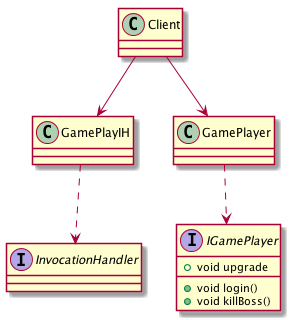 C Client
C GamePlayIH
C GamePlayer
I InvocationHandler
I IGamePlayer
void upgrade
void login()
void killBoss()